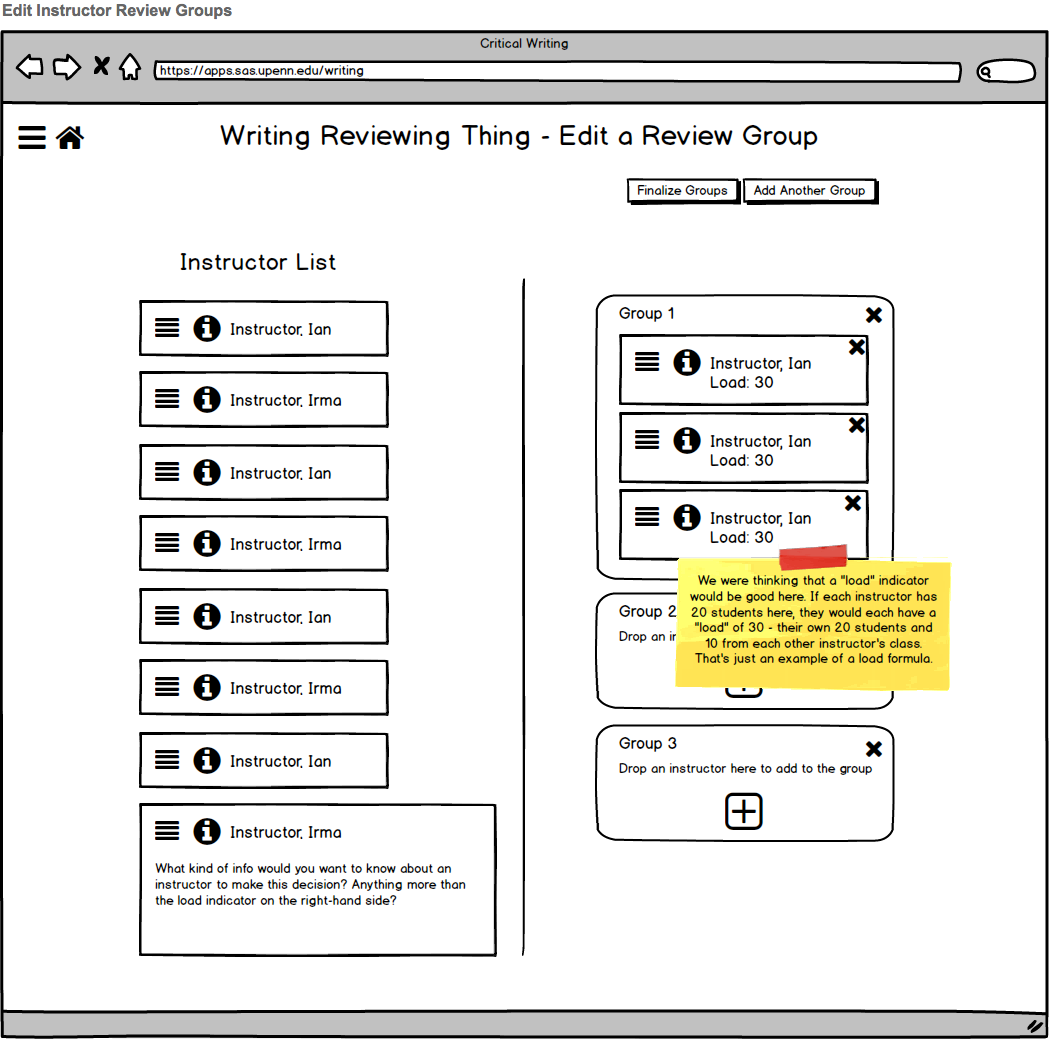 Edit Instructor Review Groups
Critical Writing
https://apps.sas.upenn.edu/writing
Writing Reviewing Thing - Edit a Review Group
Finalize Groups
Add Another Group
Instructor List
Instructor, Ian
Instructor, Irma
Instructor, Ian
Instructor, Irma
Instructor, Ian
Instructor, Irma
Instructor, Ian
Instructor, Irma
What kind of info would you want to know about an
instructor to make this decision? Anything more than
the load indicator on the right-hand side?
Group 1
Instructor, Ian
Load: 30
Instructor, Ian
Load: 30
Instructor, Ian
Load: 30
We were thinking that a "load" indicator
would be good here. If each instructor has
20 students here, they would each have a
"load" of 30 - their own 20 students and
10 from each other instructor's class.
That's just an example of a load formula.
Group 2
Drop an
Group 3
Drop an instructor here to add to the group